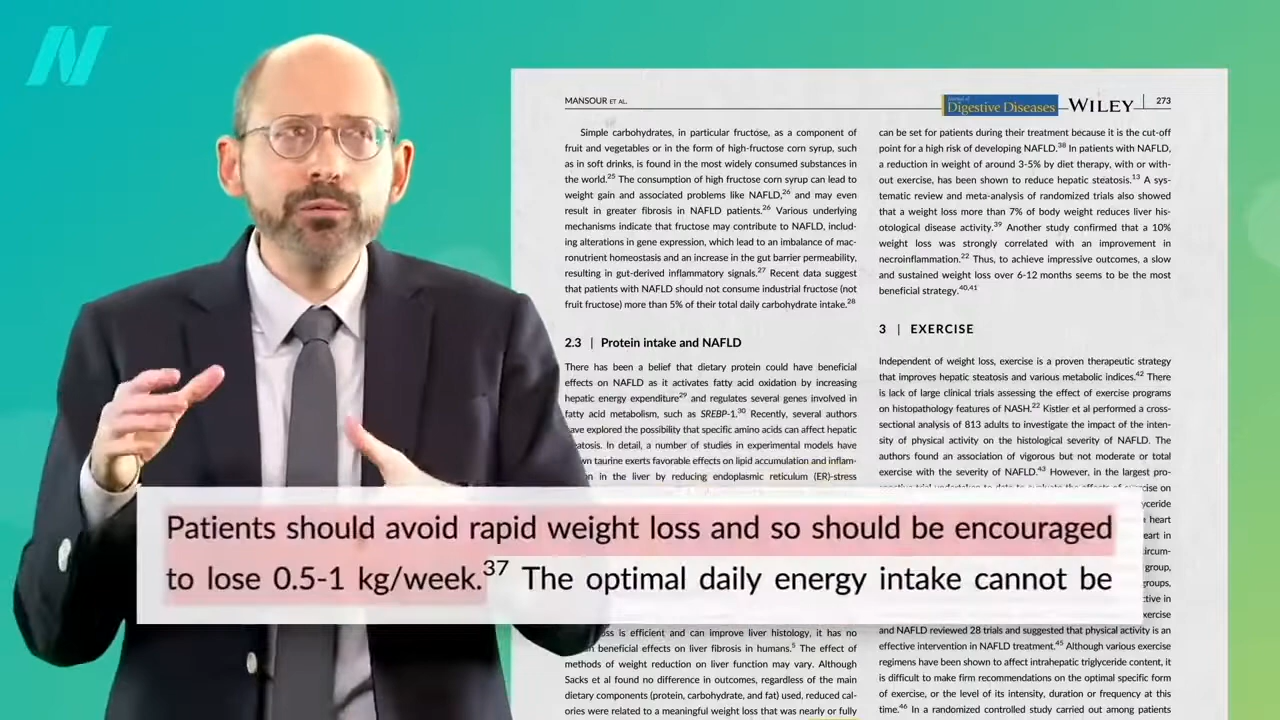 N
MANSOUR ET AL.
Journal of
Digestive Diseases WILEY 273
Simple carbohydrates, in particular fructose, as a component of
fruit and vegetables or in the form of high-fructose corn syrup, such
as in soft drinks, is found in the most widely consumed substances in
the world.25 The consumption of high fructose corn syrup can lead to
weight gain and associated problems like NAFLD,26 and may even
result in greater fibrosis in NAFLD patients.26 Various underlying
mechanisms indicate that fructose may contribute to NAFLD, includ-
ing alterations in gene expression, which lead to an imbalance of mac-
ronutrient homeostasis and an increase in the gut barrier permeability,
resulting in gut-derived inflammatory signals.27 Recent data suggest
that patients with NAFLD should not consume industrial fructose (not
fruit fructose) more than 5% of their total daily carbohydrate intake.28
2.3 | Protein intake and NAFLD
There has been a belief that dietary protein could have beneficial
effects on NAFLD as it activates fatty acid oxidation by increasing
hepatic energy expenditure29 and regulates several genes involved in
fatty acid metabolism, such as SREBP-1.30 Recently, several authors
have explored the possibility that specific amino acids can affect hepatic
In detail, a number of studies in experimental models have
taurine exerts favorable effects on lipid accumulation and inflam-
in the liver by reducing endoplasmic reticulum (ER)-stress
Patients should avoid rapid weight loss and so should be encouraged
to lose 0.5-1 kg/week.37 The optimal daily energy intake cannot be
is efficient and can improve liver histology, it has no
beneficial effects on liver fibrosis in humans.5 The effect of
methods of weight reduction on liver function may vary. Although
Sacks et al found no difference in outcomes, regardless of the main
dietary components (protein, carbohydrate, and fat) used, reduced cal-
ories were related to a meaningful weight loss that was nearly or fully
can be set for patients during their treatment because it is the cut-off
point for a high risk of developing NAFLD.38 In patients with NAFLD,
a reduction in weight of around 3-5% by diet therapy, with or with-
out exercise, has been shown to reduce hepatic steatosis.13 A sys-
tematic review and meta-analysis of randomized trials also showed
that a weight loss more than 7% of body weight reduces liver his-
otological disease activity.39 Another study confirmed that a 10%
weight loss was strongly correlated with an improvement in
necroinflammation.22 Thus, to achieve impressive outcomes, a slow
and sustained weight loss over 6-12 months seems to be the most
beneficial strategy.40,41
3 | EXERCISE
Independent of weight loss, exercise is a proven therapeutic strategy
that improves hepatic steatosis and various metabolic indices.42 There
is lack of large clinical trials assessing the effect of exercise programs
on histopathology features of NASH.22 Kistler et al performed a cross-
sectional analysis of 813 adults to investigate the impact of the inten-
sity of physical activity on the histological severity of NAFLD. The
authors found an association of vigorous but not moderate or total
exercise with the severity of NAFLD.43 However, in the largest pro-
exercise
and NAFLD reviewed 28 trials and suggested that physical activity is an
effective intervention in NAFLD treatment.45 Although various exercise
regimens have been shown to affect intrahepatic triglyceride content, it
is difficult to make firm recommendations on the optimal specific form
of exercise, or the level of its intensity, duration or frequency at this
time.46 In a randomized controlled study carried out among patients